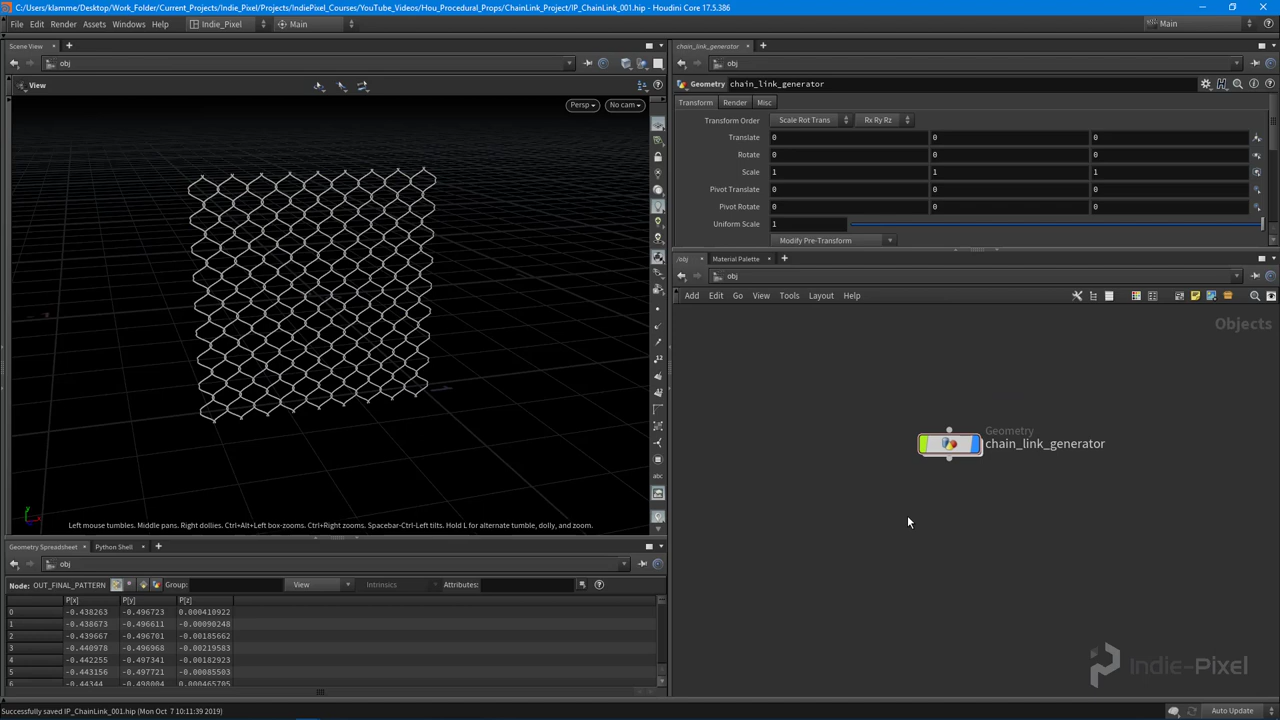 C:/Users/klamme/Desktop/Work_Folder/Current_Projects/Indie_Pixel/Projects/IndiePixel_Courses/YouTube_Videos/Hou_Procedural_Props/ChainLink_Project/IP_ChainLink_001.hip - Houdini Core 17.5.386
File Edit Render Assets Windows Help Indie_Pixel Main Main
Scene View
obj
View
Persp No cam
Left mouse tumbles. Middle pans. Right dollies. Ctrl+Alt+Left box-zooms. Ctrl+Right zooms. Spacebar-Ctrl-Left tilts. Hold L for alternate tumble, dolly, and zoom.
Geometry Spreadsheet Python Shell
obj
Node: OUT_FINAL_PATTERN Group: View Intrinsics Attributes:
P[x] P[y] P[z]
0 -0.438263 -0.496723 0.000410922
1 -0.438673 -0.496611 -0.00090248
2 -0.439667 -0.496701 -0.00185662
3 -0.440978 -0.496968 -0.00219583
4 -0.442255 -0.497341 -0.00182923
5 -0.443156 -0.497721 -0.00085503
6 -0.44344 -0.498004 0.000465705
chain_link_generator
obj
Geometry chain_link_generator
Transform Render Misc
Transform Order Scale Rot Trans Rx Ry Rz
Translate 0 0 0
Rotate 0 0 0
Scale 1 1 1
Pivot Translate 0 0 0
Pivot Rotate 0 0 0
Uniform Scale 1
Modify Pre-Transform
/obj Material Palette
obj
Add Edit Go View Tools Layout Help
Objects
Geometry
chain_link_generator
Indie-Pixel
Successfully saved IP_ChainLink_001.hip (Mon Oct 7 10:11:39 2019)
Auto Update